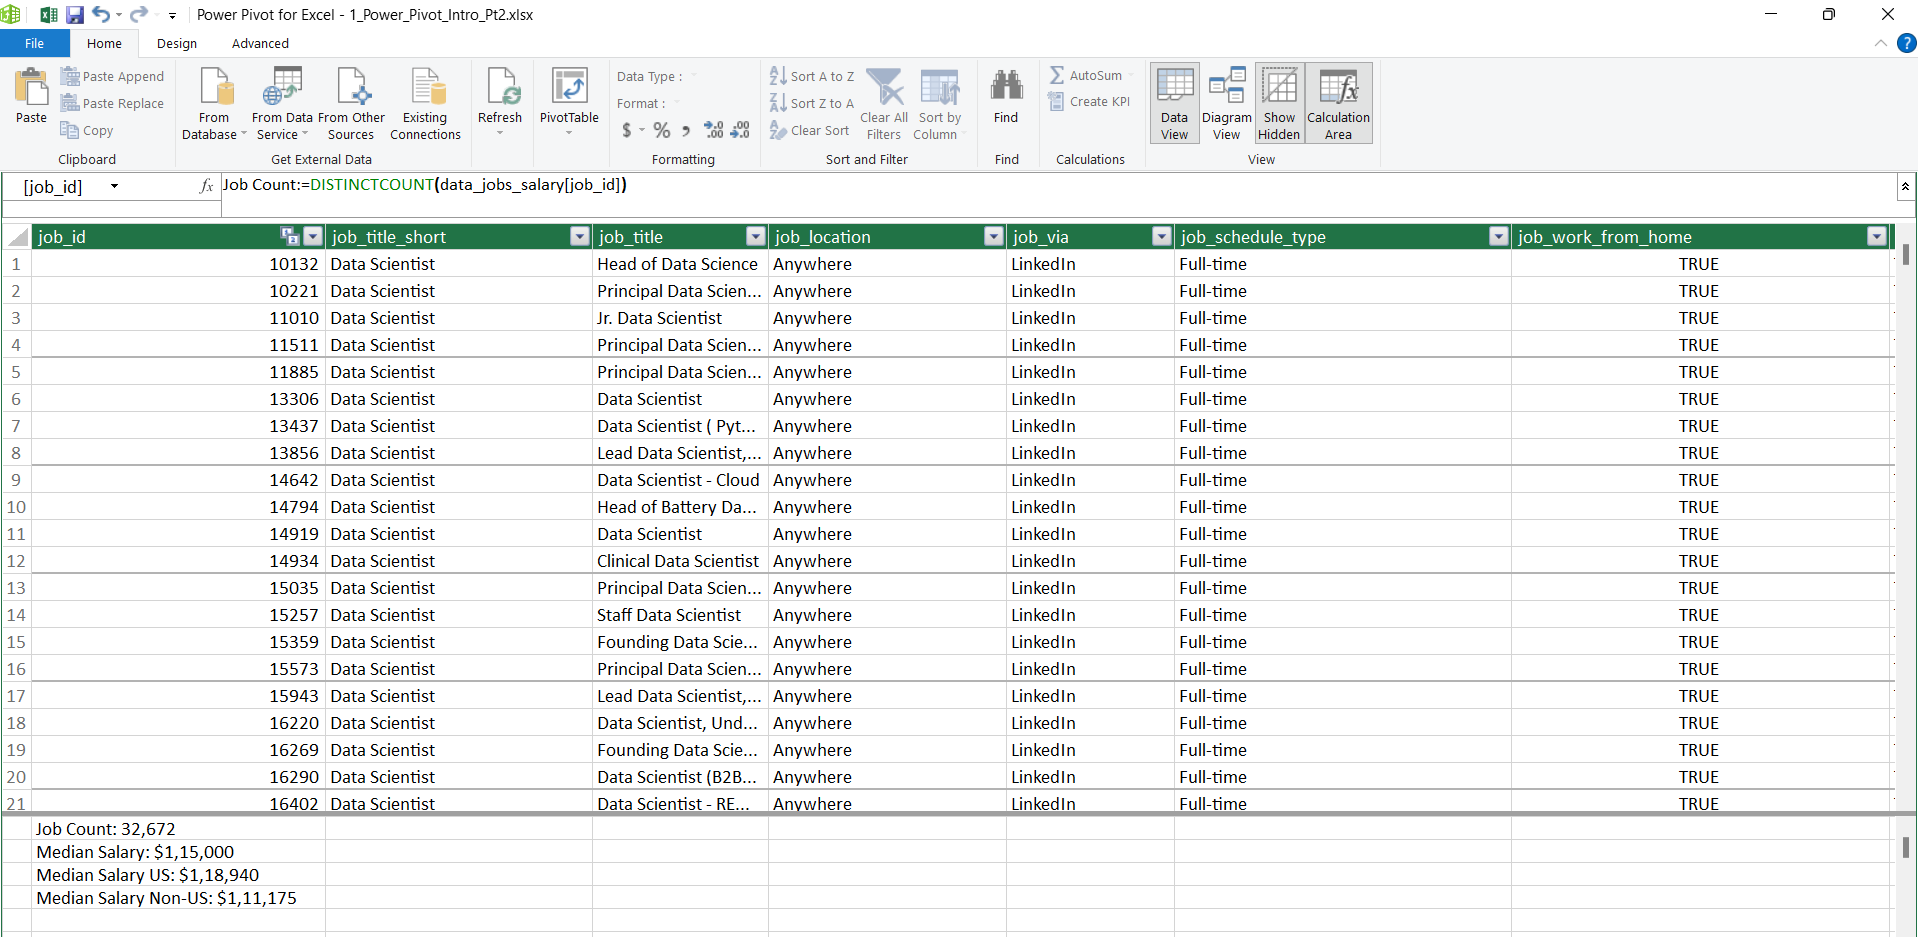 Power Pivot for Excel - 1_Power_Pivot_Intro_Pt2.xlsx
File Home Design Advanced
Paste
Paste Append
Paste Replace
Copy
Clipboard
From Database
From Data Service
From Other Sources
Existing Connections
Get External Data
Refresh
PivotTable
Data Type :
Format :
$ % , .00 .00
Formatting
Sort A to Z
Sort Z to A
Clear Sort
Clear All Filters
Sort by Column
Sort and Filter
Find
Find
AutoSum
Create KPI
Calculations
Data View
Diagram View
Show Hidden
Calculation Area
View
[job_id] fx Job Count:=DISTINCTCOUNT(data_jobs_salary[job_id])
job_id job_title_short job_title job_location job_via job_schedule_type job_work_from_home
1 10132 Data Scientist Head of Data Science Anywhere LinkedIn Full-time TRUE
2 10221 Data Scientist Principal Data Scien... Anywhere LinkedIn Full-time TRUE
3 11010 Data Scientist Jr. Data Scientist Anywhere LinkedIn Full-time TRUE
4 11511 Data Scientist Principal Data Scien... Anywhere LinkedIn Full-time TRUE
5 11885 Data Scientist Principal Data Scien... Anywhere LinkedIn Full-time TRUE
6 13306 Data Scientist Data Scientist Anywhere LinkedIn Full-time TRUE
7 13437 Data Scientist Data Scientist ( Pyt... Anywhere LinkedIn Full-time TRUE
8 13856 Data Scientist Lead Data Scientist,... Anywhere LinkedIn Full-time TRUE
9 14642 Data Scientist Data Scientist - Cloud Anywhere LinkedIn Full-time TRUE
10 14794 Data Scientist Head of Battery Da... Anywhere LinkedIn Full-time TRUE
11 14919 Data Scientist Data Scientist Anywhere LinkedIn Full-time TRUE
12 14934 Data Scientist Clinical Data Scientist Anywhere LinkedIn Full-time TRUE
13 15035 Data Scientist Principal Data Scien... Anywhere LinkedIn Full-time TRUE
14 15257 Data Scientist Staff Data Scientist Anywhere LinkedIn Full-time TRUE
15 15359 Data Scientist Founding Data Scie... Anywhere LinkedIn Full-time TRUE
16 15573 Data Scientist Principal Data Scien... Anywhere LinkedIn Full-time TRUE
17 15943 Data Scientist Lead Data Scientist,... Anywhere LinkedIn Full-time TRUE
18 16220 Data Scientist Data Scientist, Und... Anywhere LinkedIn Full-time TRUE
19 16269 Data Scientist Founding Data Scie... Anywhere LinkedIn Full-time TRUE
20 16290 Data Scientist Data Scientist (B2B... Anywhere LinkedIn Full-time TRUE
21 16402 Data Scientist Data Scientist - RE... Anywhere LinkedIn Full-time TRUE
Job Count: 32,672
Median Salary: $1,15,000
Median Salary US: $1,18,940
Median Salary Non-US: $1,11,175